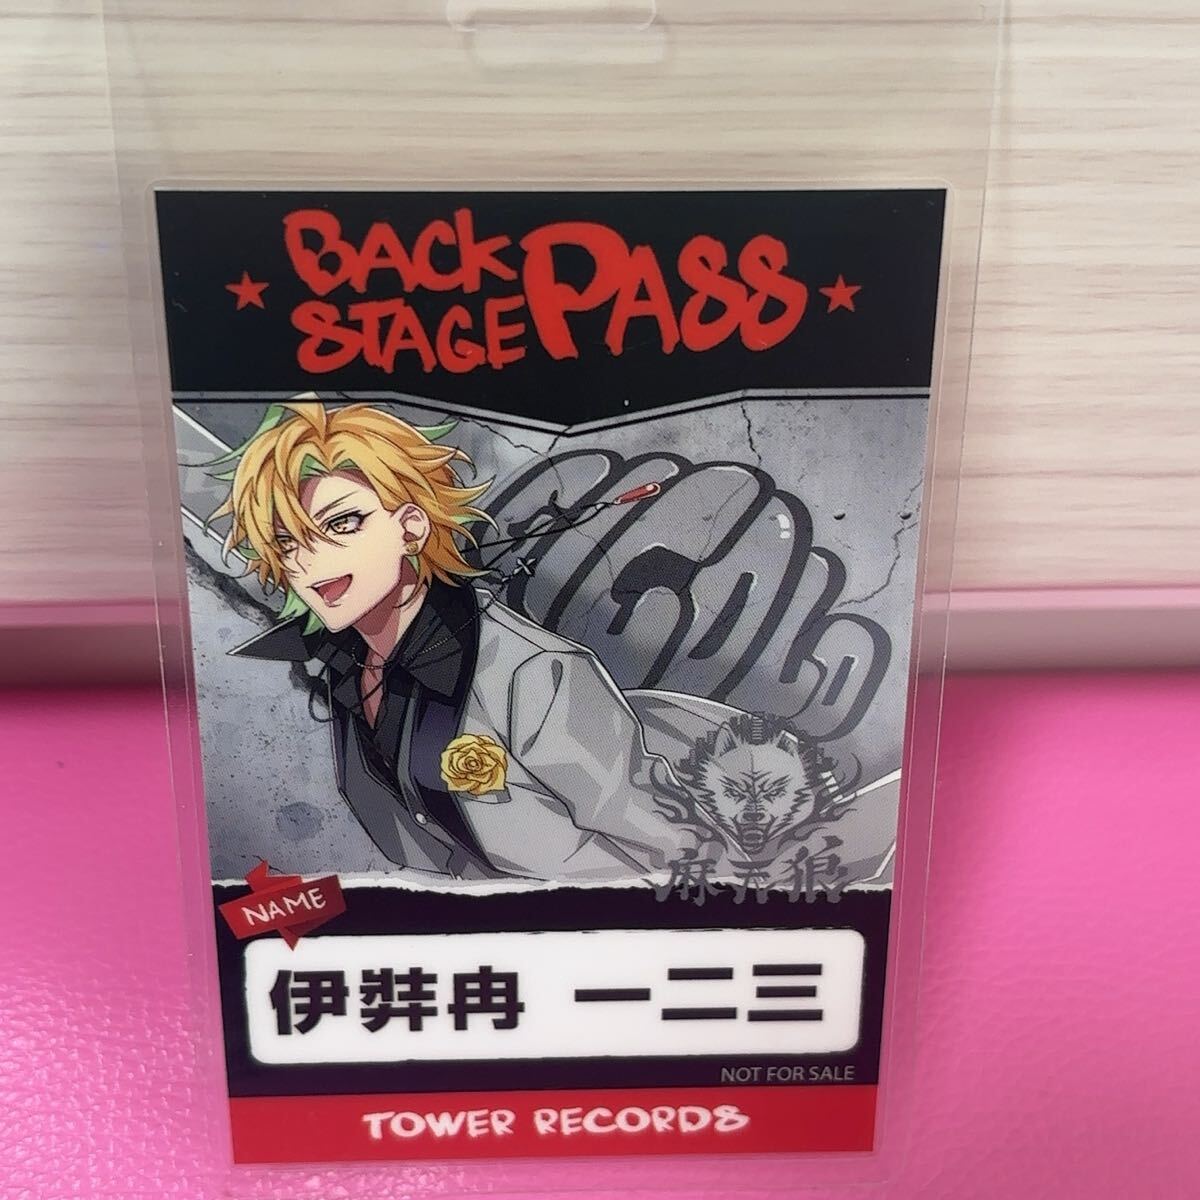 BACK
STAGE PASS
麻天狼
NAME
伊弉冉 一二三
NOT FOR SALE
TOWER RECORDS